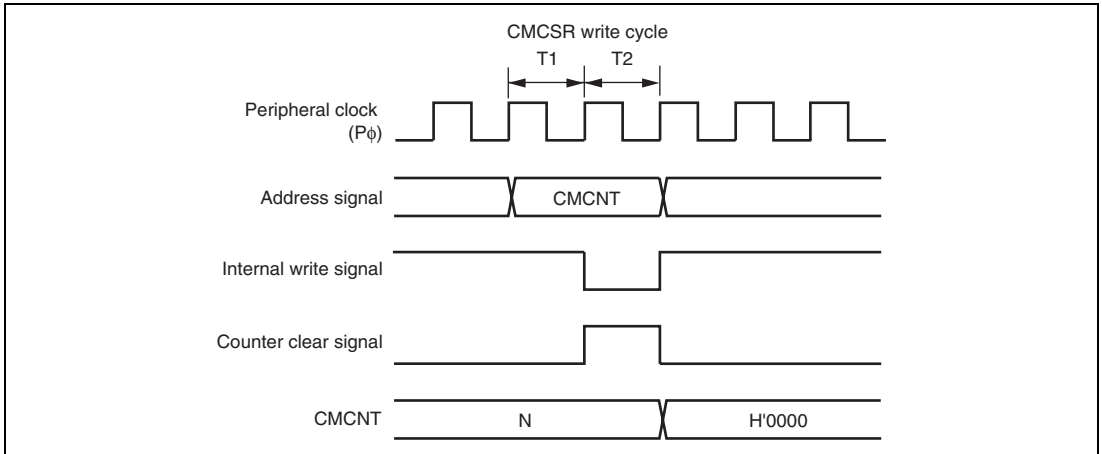 CMCSR write cycle
T1 T2
Peripheral clock
(Pφ)
Address signal CMCNT
Internal write signal
Counter clear signal
CMCNT N H'0000